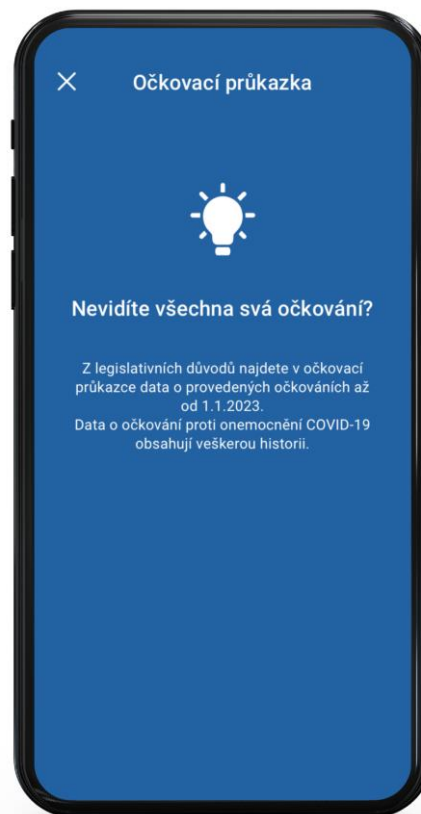 Očkovací průkazka
Nevidíte všechna svá očkování?
Z legislativních důvodů najdete v očkovací
průkazce data o provedených očkováních až
od 1.1.2023.
Data o očkování proti onemocnění COVID-19
obsahují veškerou historii.